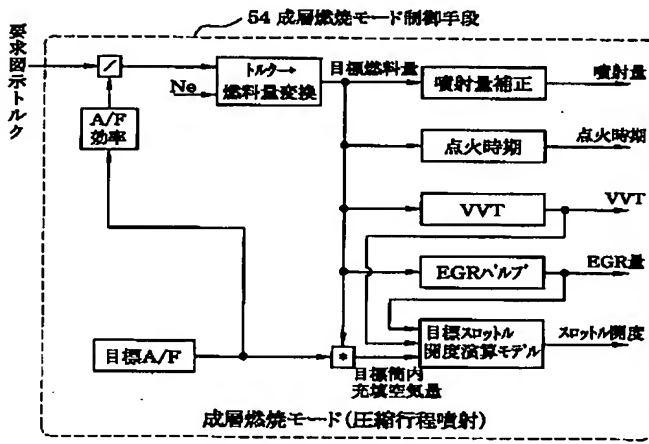 54 成層燃焼モード制御手段
要求図示トルク
/
トルク→
燃料量変換
Ne
A/F
効率
目標燃料量
噴射量補正
噴射量
点火時期
点火時期
VVT
VVT
EGRバルブ
EGR量
目標スロットル
開度演算モデル
スロットル開度
目標A/F
*
目標筒内
充填空気量
成層燃焼モード(圧縮行程噴射)